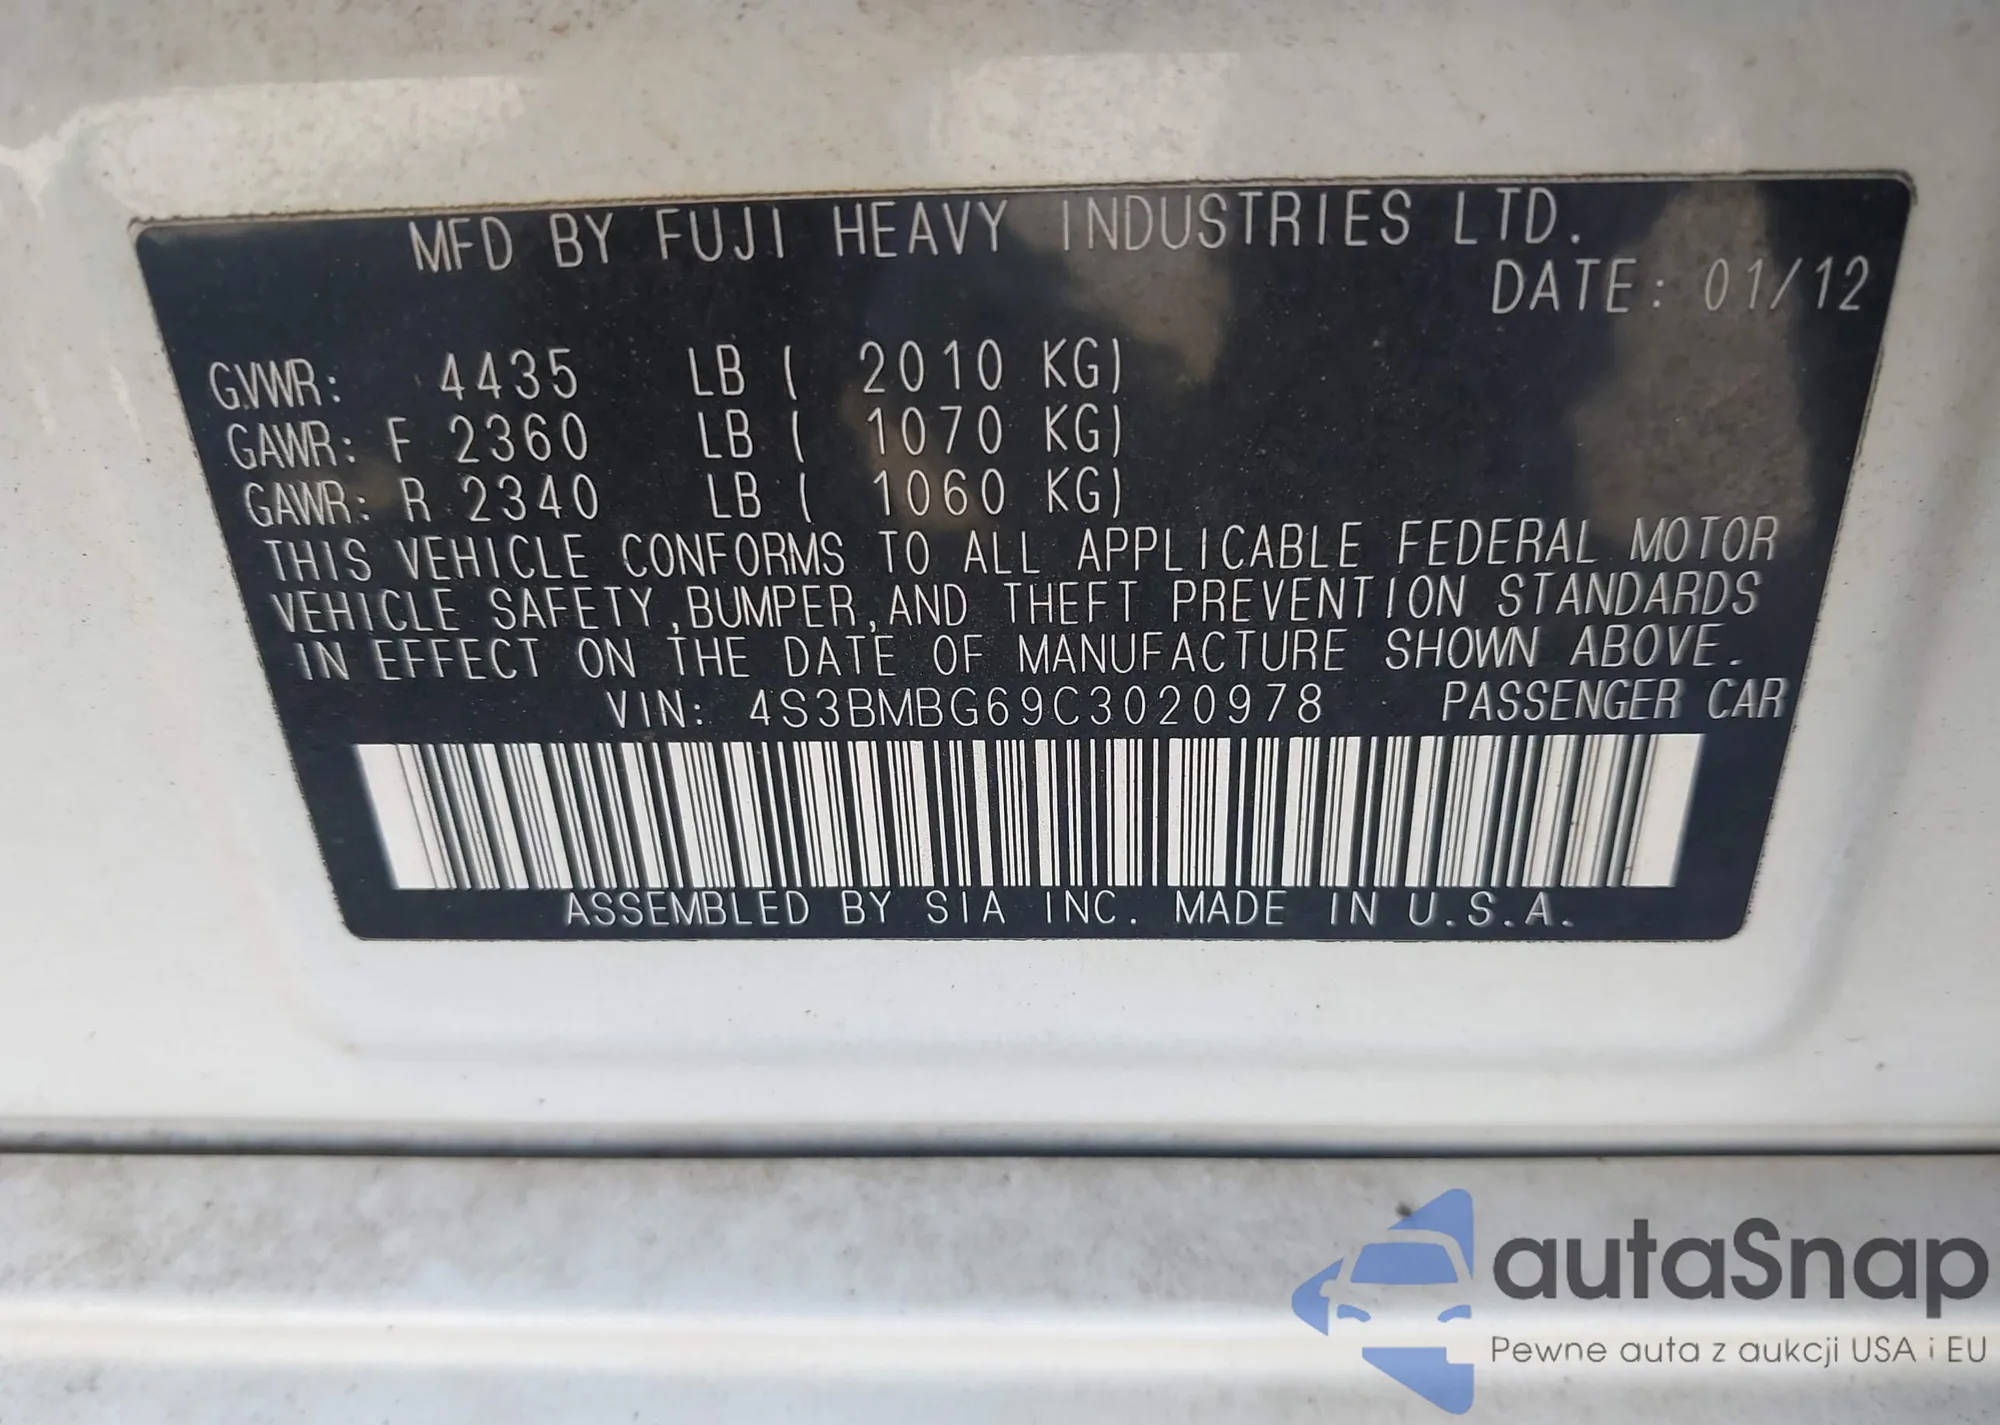 MFD BY FUJI HEAVY INDUSTRIES LTD.
DATE: 01/12
GVWR: 4435 LB ( 2010 KG)
GAWR: F 2360 LB ( 1070 KG)
GAWR: R 2340 LB ( 1060 KG)
THIS VEHICLE CONFORMS TO ALL APPLICABLE FEDERAL MOTOR
VEHICLE SAFETY,BUMPER,AND THEFT PREVENTION STANDARDS
IN EFFECT ON THE DATE OF MANUFACTURE SHOWN ABOVE.
VIN: 4S3BMBG69C3020978 PASSENGER CAR
ASSEMBLED BY SIA INC. MADE IN U.S.A.
autaSnap
Pewne auta z aukcji USA i EU